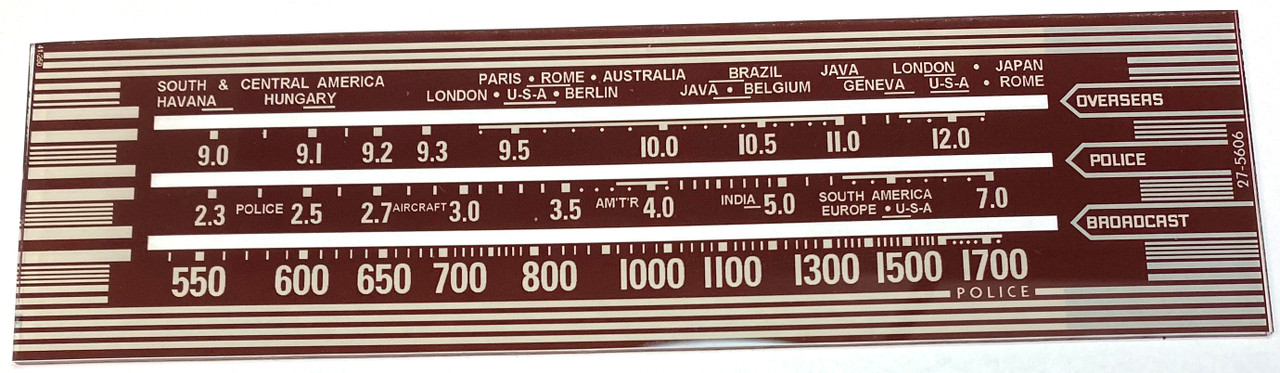 41-250
SOUTH & CENTRAL AMERICA PARIS • ROME • AUSTRALIA BRAZIL JAVA LONDON • JAPAN
HAVANA HUNGARY LONDON • U-S-A • BERLIN JAVA • BELGIUM GENEVA U-S-A • ROME
OVERSEAS
9.0 9.1 9.2 9.3 9.5 10.0 10.5 11.0 12.0
POLICE
27-5606
2.3 POLICE 2.5 2.7 AIRCRAFT 3.0 3.5 AM'T'R 4.0 INDIA 5.0 SOUTH AMERICA 7.0
EUROPE • U-S-A
BROADCAST
550 600 650 700 800 1000 1100 1300 1500 1700
POLICE